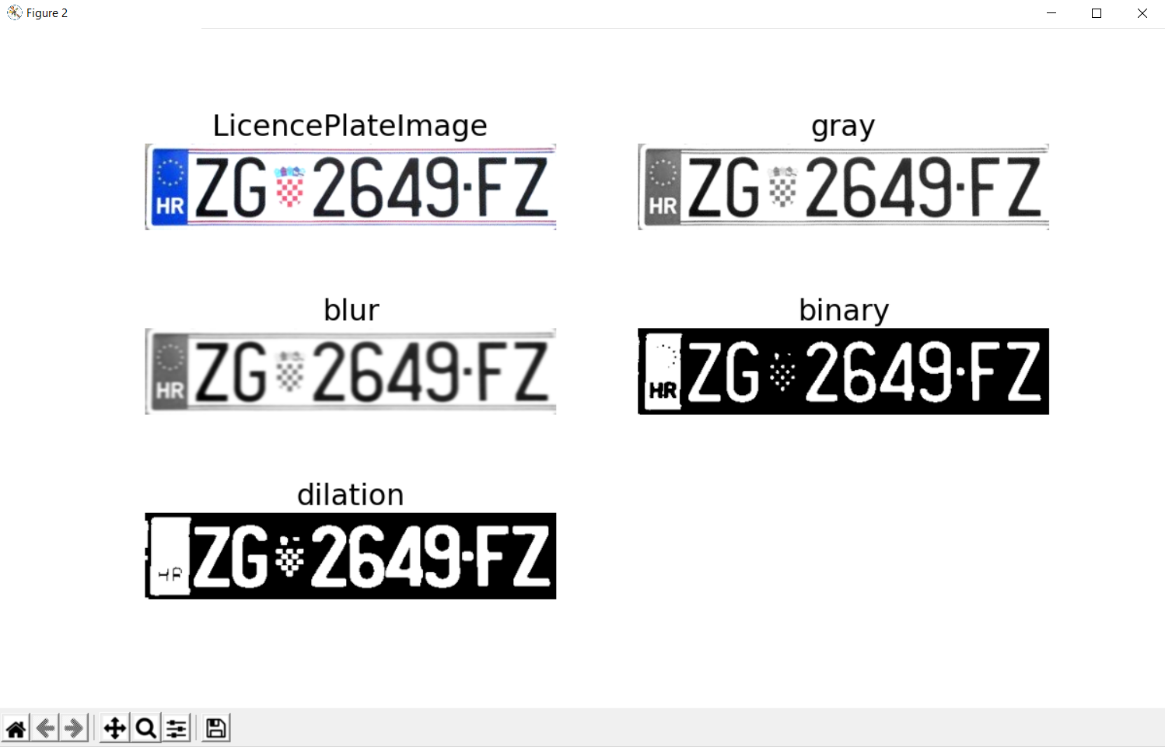 Figure 2
LicencePlateImage
gray
HR ZG 2649·FZ
HR ZG 2649·FZ
blur
binary
HR ZG 2649·FZ
HR ZG 2649·FZ
dilation
ZG 2649·FZ